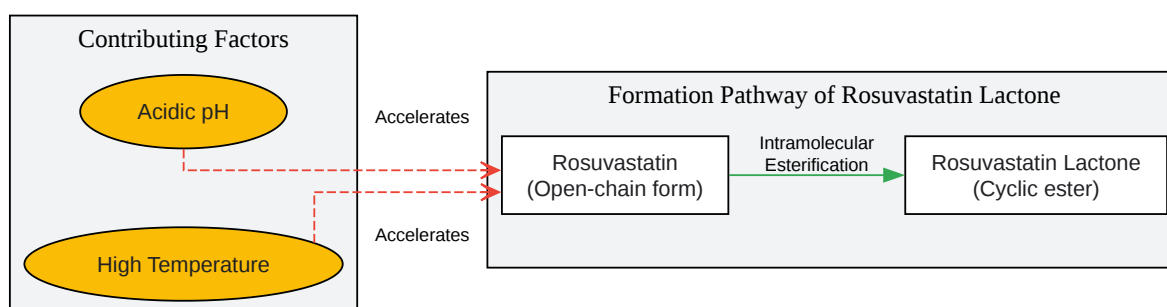 Contributing Factors
Acidic pH
High Temperature
Accelerates
Accelerates
Formation Pathway of Rosuvastatin Lactone
Rosuvastatin
(Open-chain form)
Intramolecular
Esterification
Rosuvastatin Lactone
(Cyclic ester)